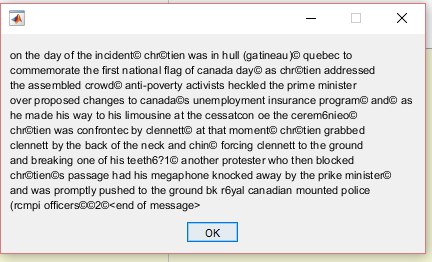 on the day of the incident© chr©tien was in hull (gatineau)© quebec to
commemorate the first national flag of canada day© as chr©tien addressed
the assembled crowd© anti-poverty activists heckled the prime minister
over proposed changes to canada©s unemployment insurance program© and© as
he made his way to his limousine at the cessatcon oe the cerem6nieo©
chr©tien was confrontec by clennett© at that moment© chr©tien grabbed
clennett by the back of the neck and chin© forcing clennett to the ground
and breaking one of his teeth6?1© another protester who then blocked
chr©tien©s passage had his megaphone knocked away by the prike minister©
and was promptly pushed to the ground bk r6yal canadian mounted police
(rcmpi officers©©2©<end of message>
OK